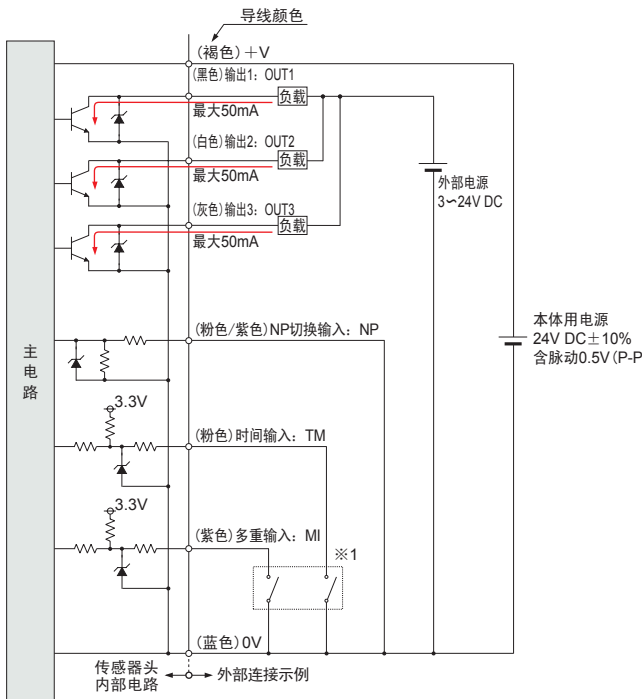 导线颜色
(褐色)+V
(黑色)输出1：OUT1
负载
最大50mA
(白色)输出2：OUT2
负载
最大50mA
外部电源
3～24V DC
(灰色)输出3：OUT3
负载
最大50mA
本体用电源
24V DC±10%
含脉动0.5V(P-P
(粉色/紫色)NP切换输入：NP
主电路
3.3V
(粉色)时间输入：TM
3.3V
(紫色)多重输入：MI
※1
(蓝色)0V
传感器头
内部电路
外部连接示例